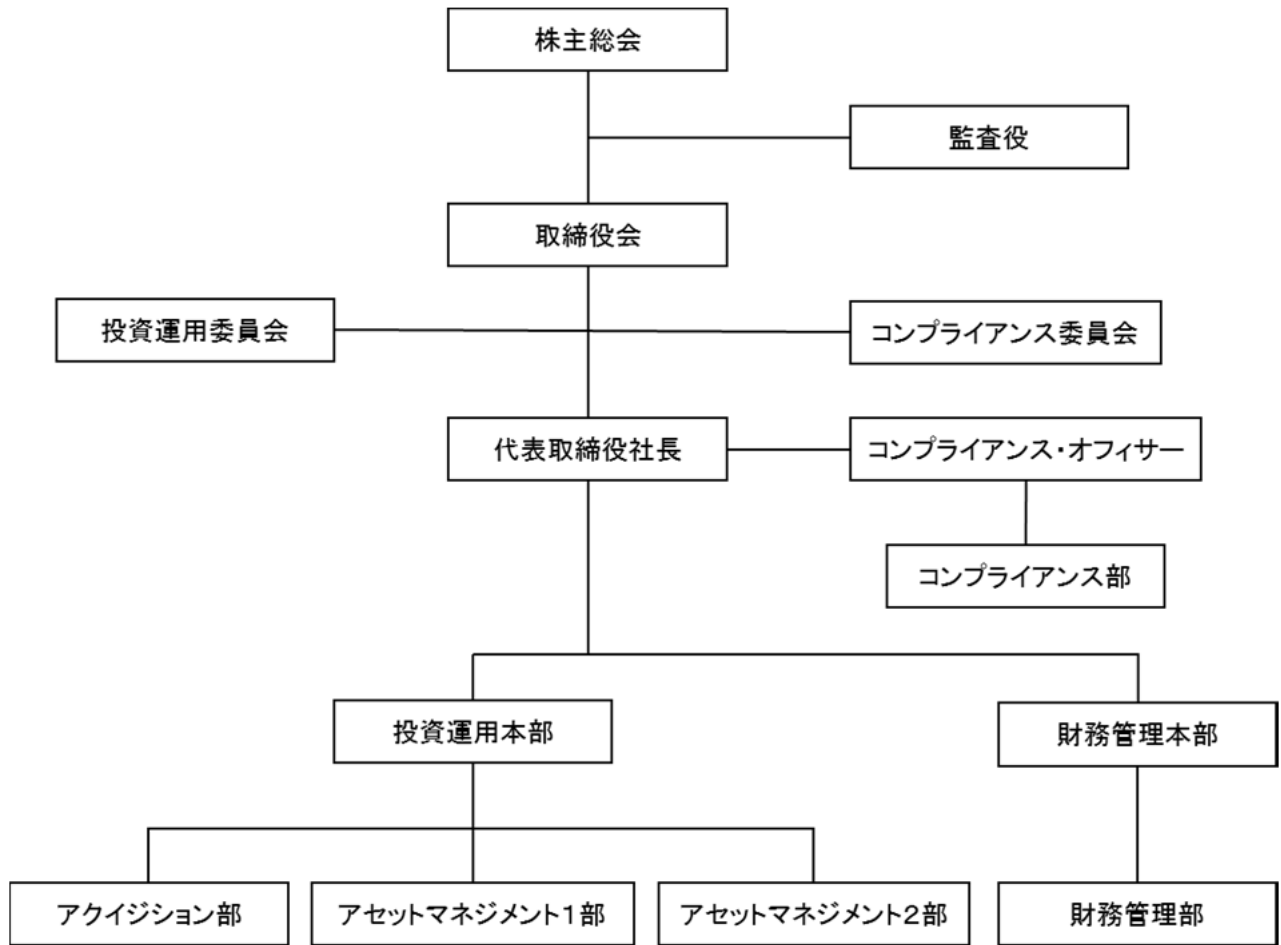 株主総会
監査役
取締役会
投資運用委員会
コンプライアンス委員会
代表取締役社長
コンプライアンス・オフィサー
コンプライアンス部
投資運用本部
財務管理本部
アクイジション部
アセットマネジメント1部
アセットマネジメント2部
財務管理部